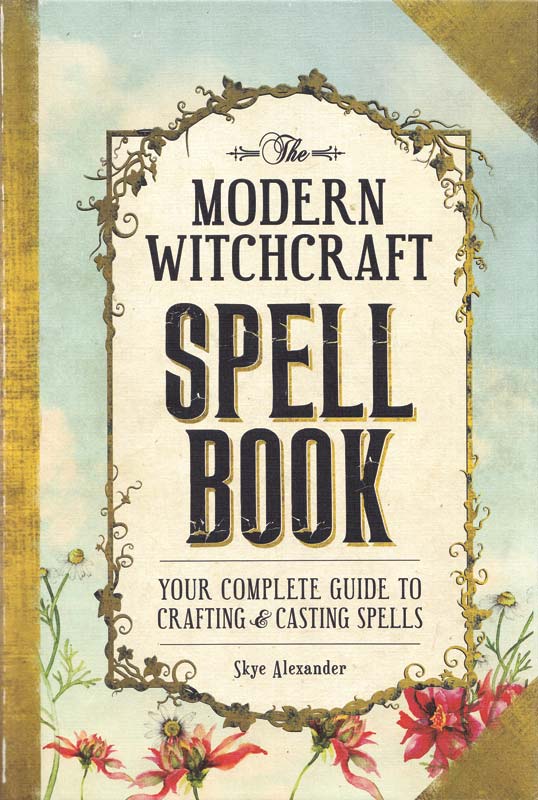 The
MODERN
WITCHCRAFT
SPELL
BOOK
YOUR COMPLETE GUIDE TO
CRAFTING & CASTING SPELLS
Skye Alexander